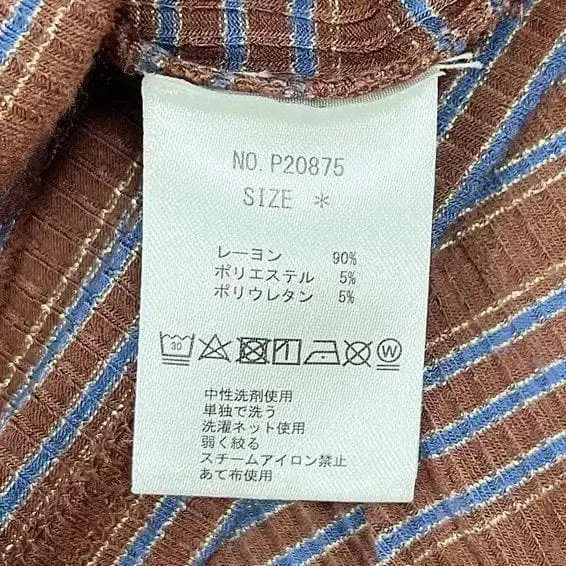 NO. P20875
SIZE *
レーヨン 90%
ポリエステル 5%
ポリウレタン 5%
30 W
中性洗剤使用
単独で洗う
洗濯ネット使用
弱く絞る
スチームアイロン禁止
あて布使用